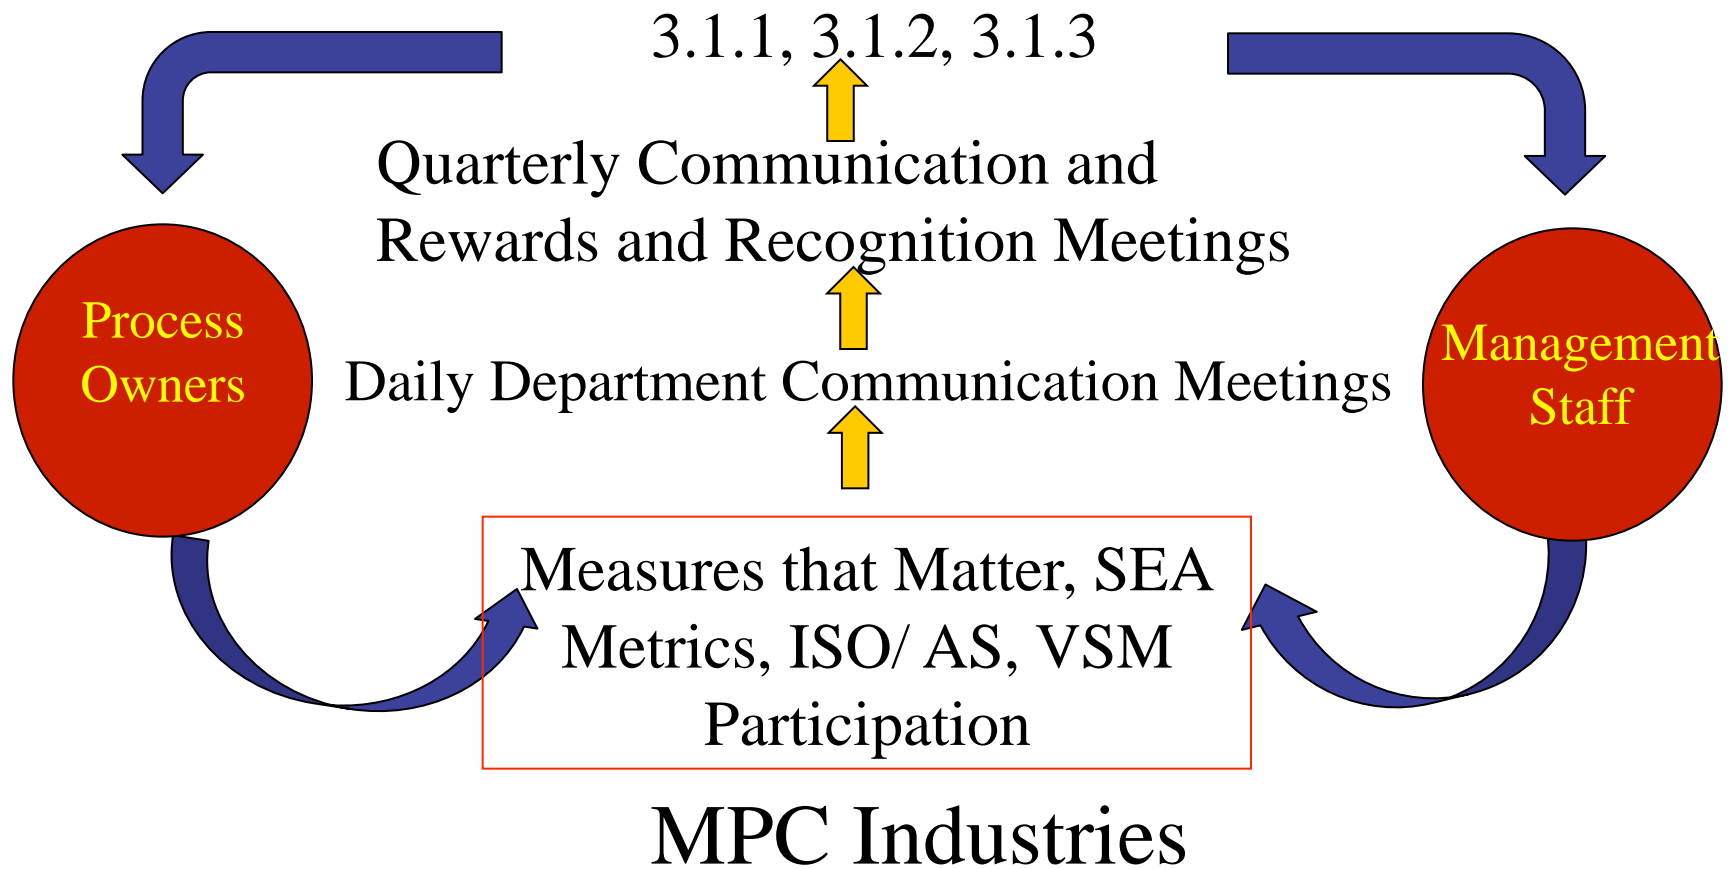 3.1.1, 3.1.2, 3.1.3
Quarterly Communication and
Rewards and Recognition Meetings
Process
Owners
Management
Staff
Daily Department Communication Meetings
Measures that Matter, SEA
Metrics, ISO/ AS, VSM
Participation
MPC Industries